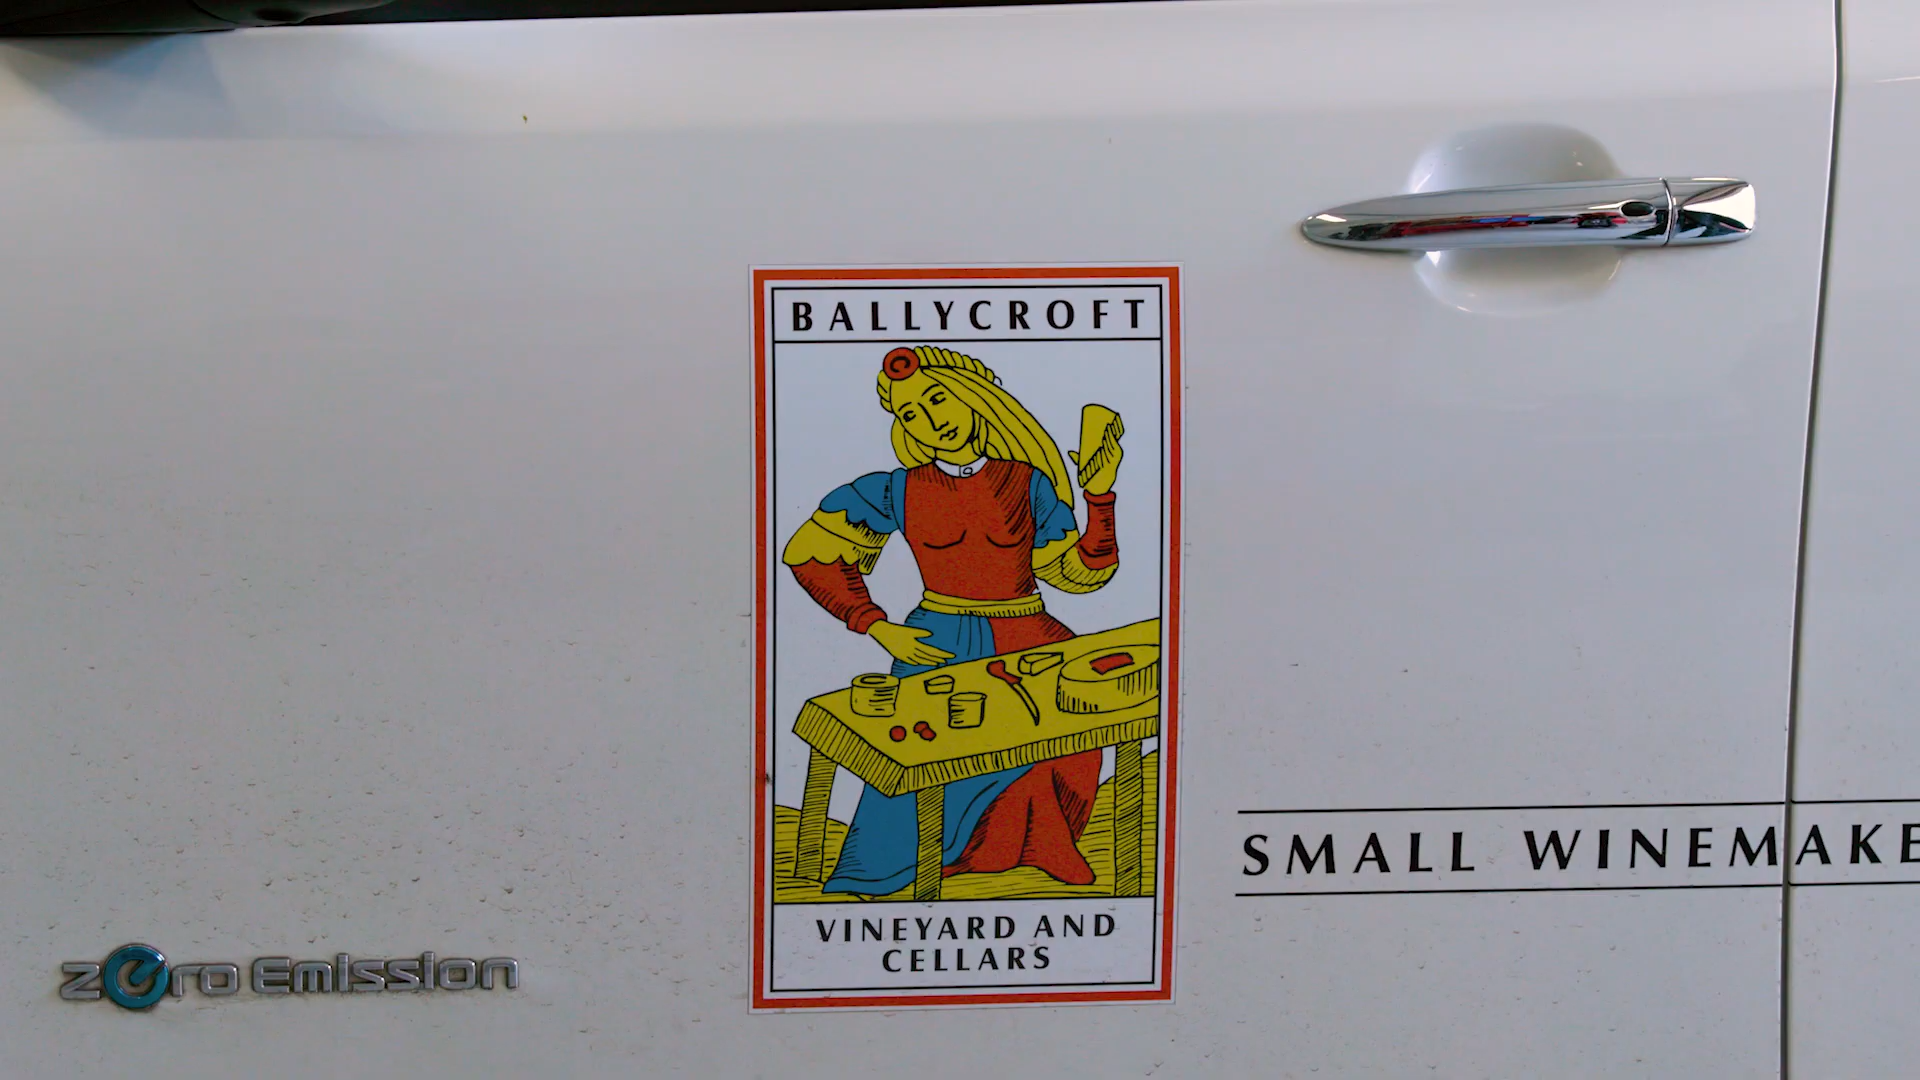 BALLYCROFT
VINEYARD AND
CELLARS
SMALL WINEMAKE
zero Emission